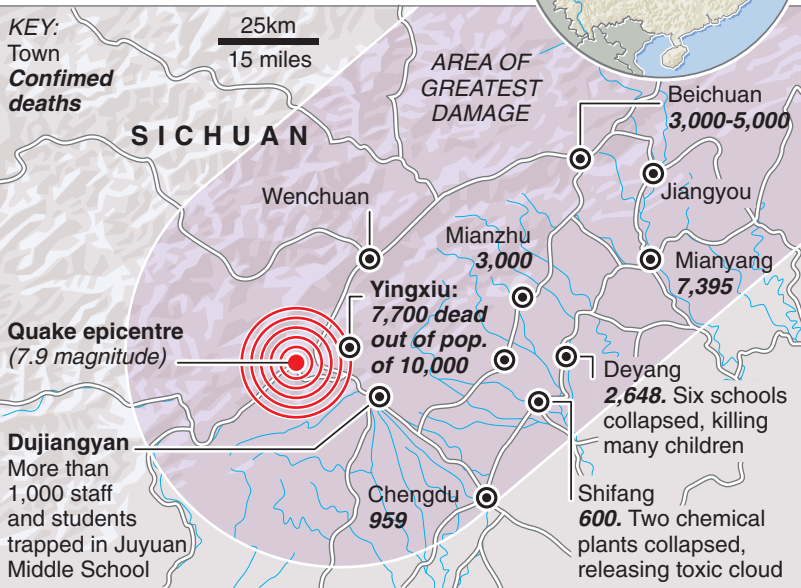 KEY:
Town
Confimed
deaths
25km
15 miles
AREA OF
GREATEST
DAMAGE
SICHUAN
Beichuan
3,000-5,000
Jiangyou
Wenchuan
Mianzhu
3,000
Mianyang
7,395
Yingxiu:
7,700 dead
out of pop.
of 10,000
Quake epicentre
(7.9 magnitude)
Deyang
2,648. Six schools
collapsed, killing
many children
Dujiangyan
More than
1,000 staff
and students
trapped in Juyuan
Middle School
Chengdu
959
Shifang
600. Two chemical
plants collapsed,
releasing toxic cloud